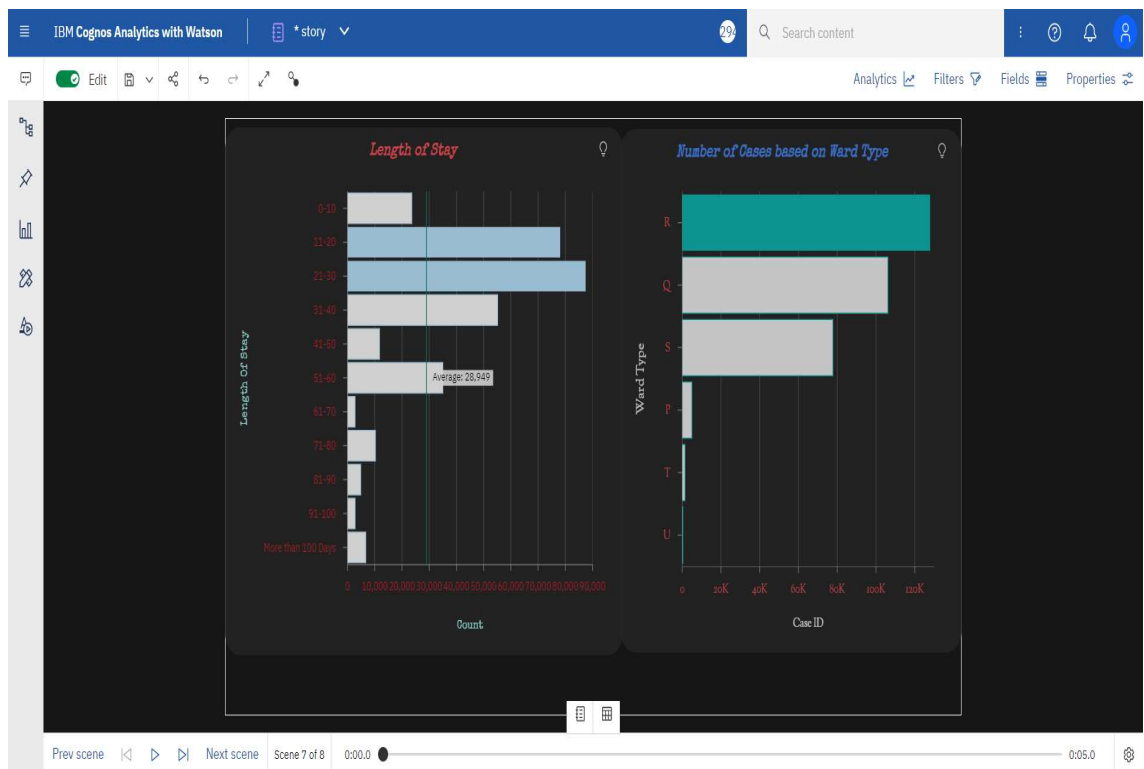 IBM Cognos Analytics with Watson
* story
294
Search content
Edit
Analytics
Filters
Fields
Properties
Length of Stay
0-10
11-20
21-30
31-40
41-50
51-60
61-70
71-80
81-90
91-100
More than 100 Days
Length Of Stay
Average: 28,949
0 10,000 20,000 30,000 40,000 50,000 60,000 70,000 80,000 90,000
Count
Number of Cases based on Ward Type
R
Q
S
P
T
U
Ward Type
0 20K 40K 60K 80K 100K 120K
Case ID
Prev scene
Next scene
Scene 7 of 8
0:00.0
0:05.0